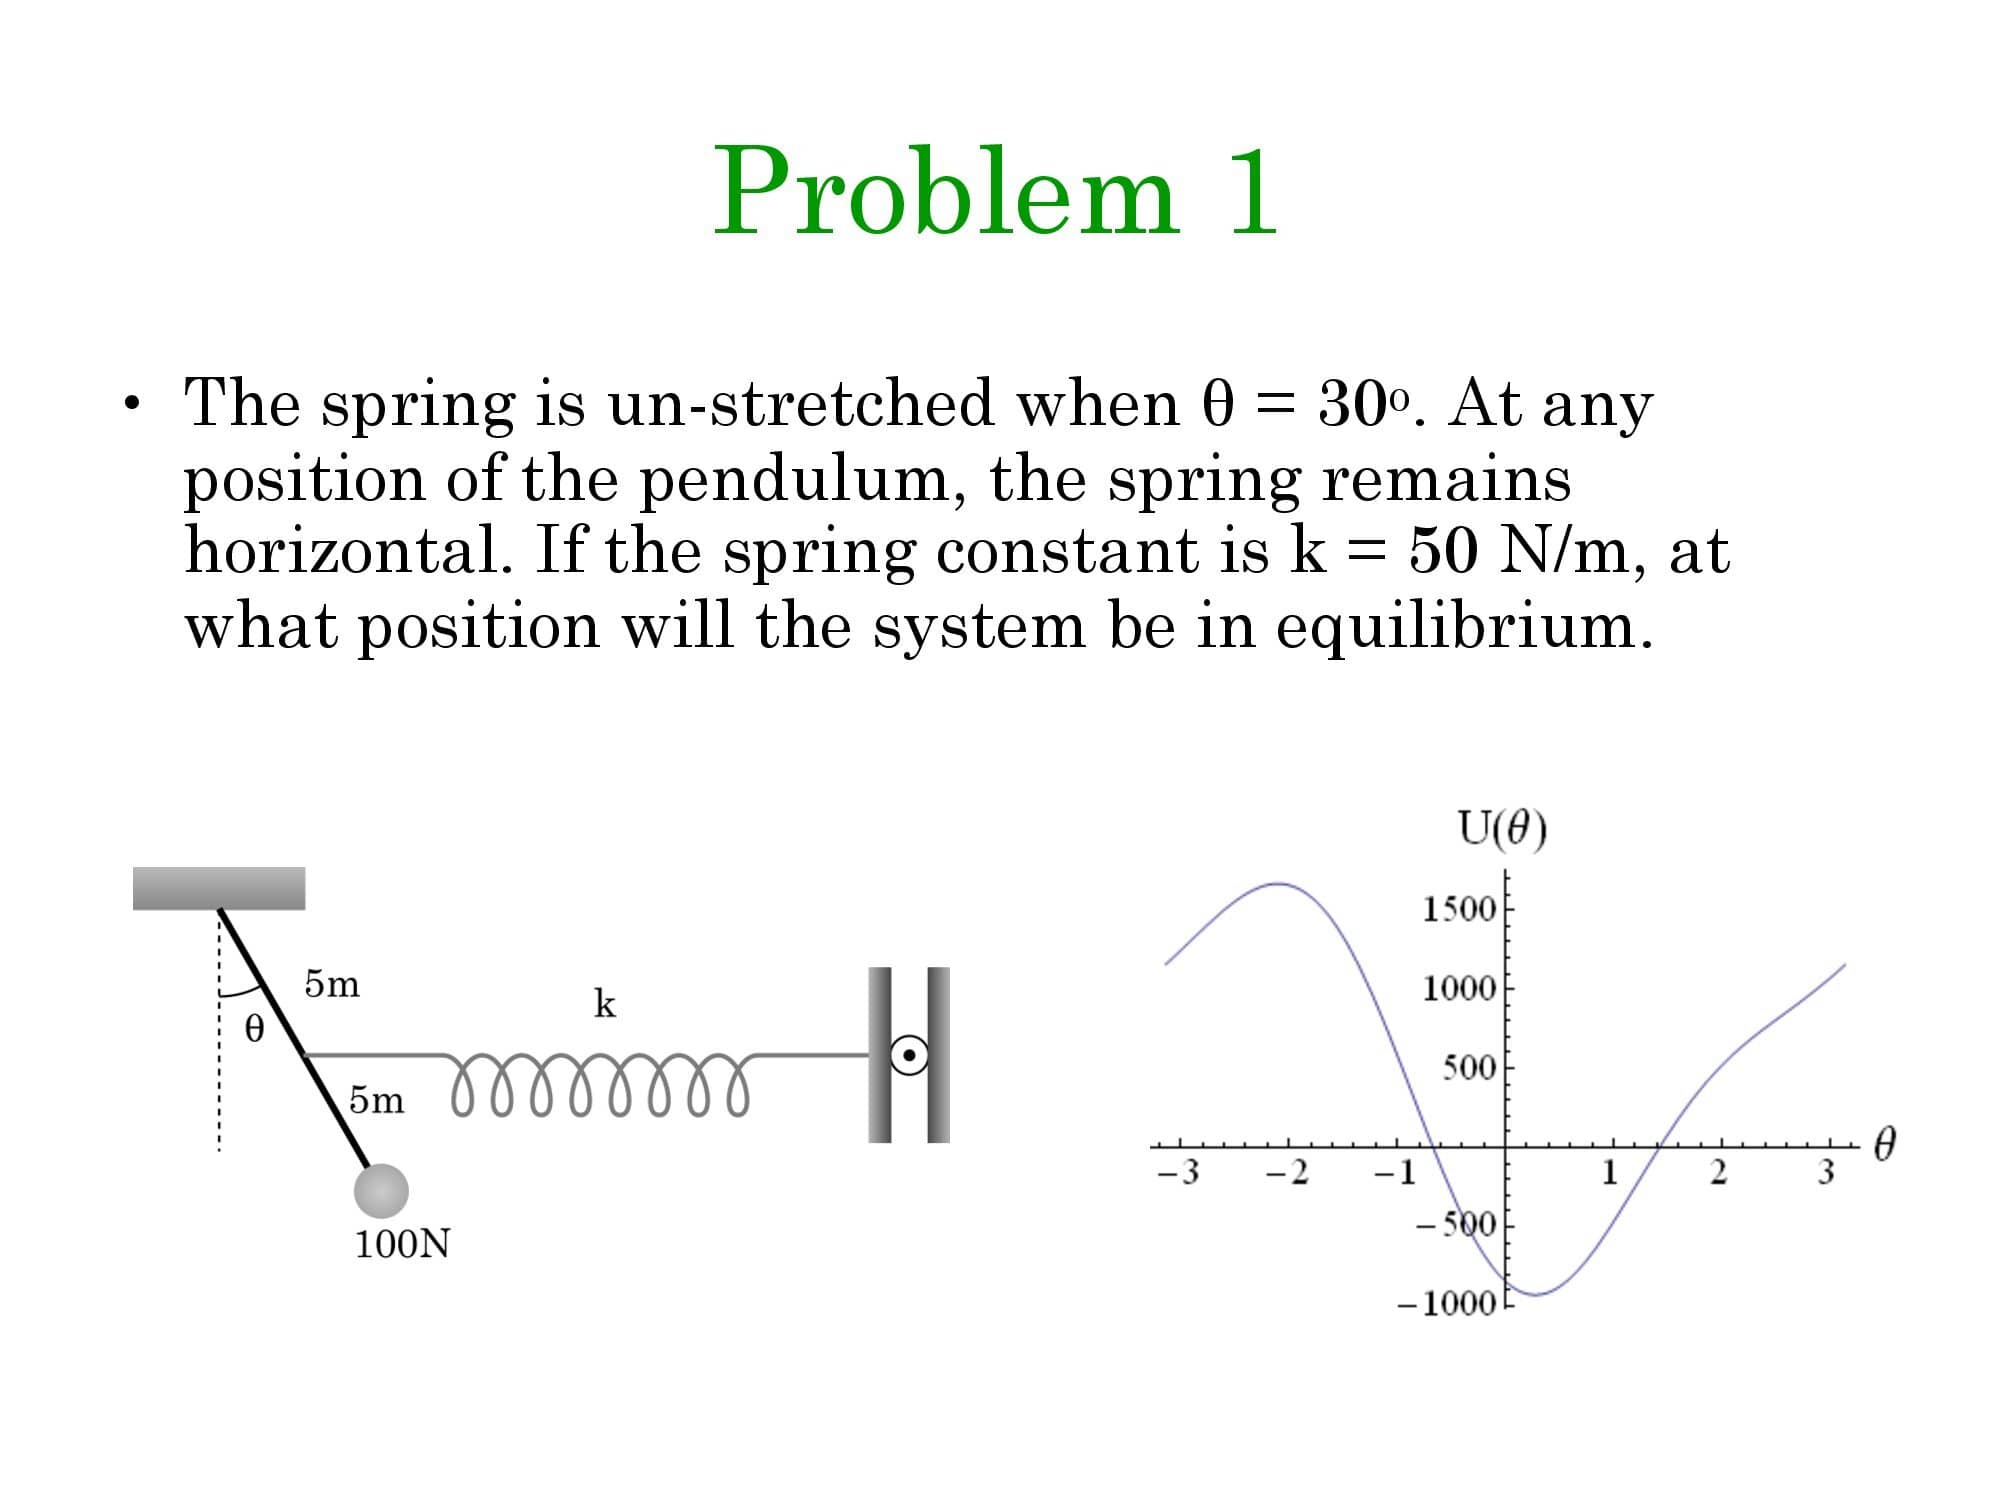 Problem 1
• The spring is un-stretched when θ = 30º. At any
position of the pendulum, the spring remains
horizontal. If the spring constant is k = 50 N/m, at
what position will the system be in equilibrium.
5m
k
θ
5m
100N
U(θ)
1500
1000
500
θ
−3 −2 −1 1 2 3
−500
−1000